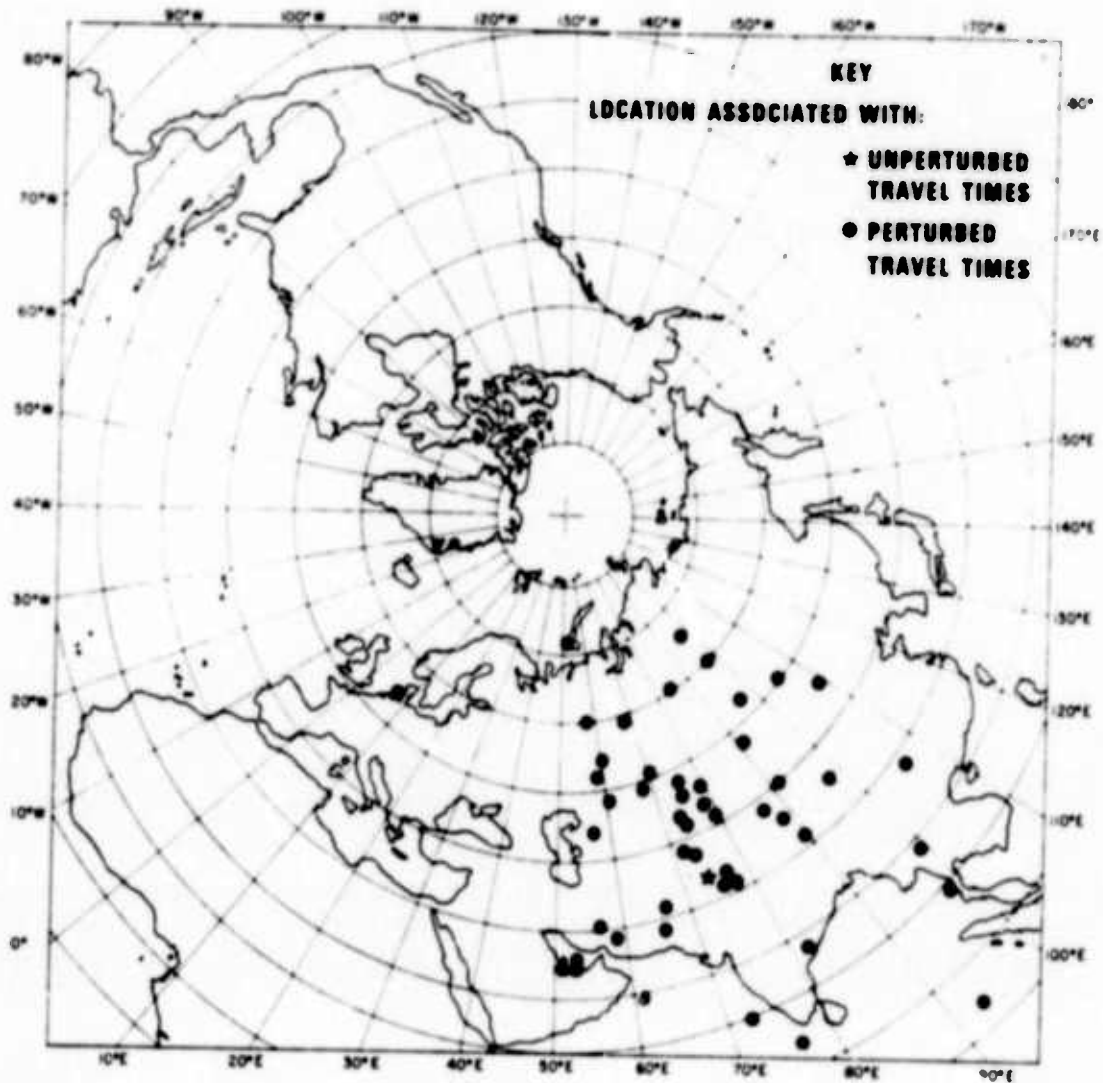 90°W 100°W 110°W 120°W 130°W 140°W 150°W 160°W 170°W
80°W
KEY
LOCATION ASSOCIATED WITH:
★ UNPERTURBED
TRAVEL TIMES
● PERTURBED
TRAVEL TIMES
70°W
170°E
60°W
160°E
50°W
150°E
40°W
140°E
30°W
130°E
20°W
120°E
10°W
110°E
0°
100°E
10°E 20°E 30°E 40°E 50°E 60°E 70°E 80°E 90°E